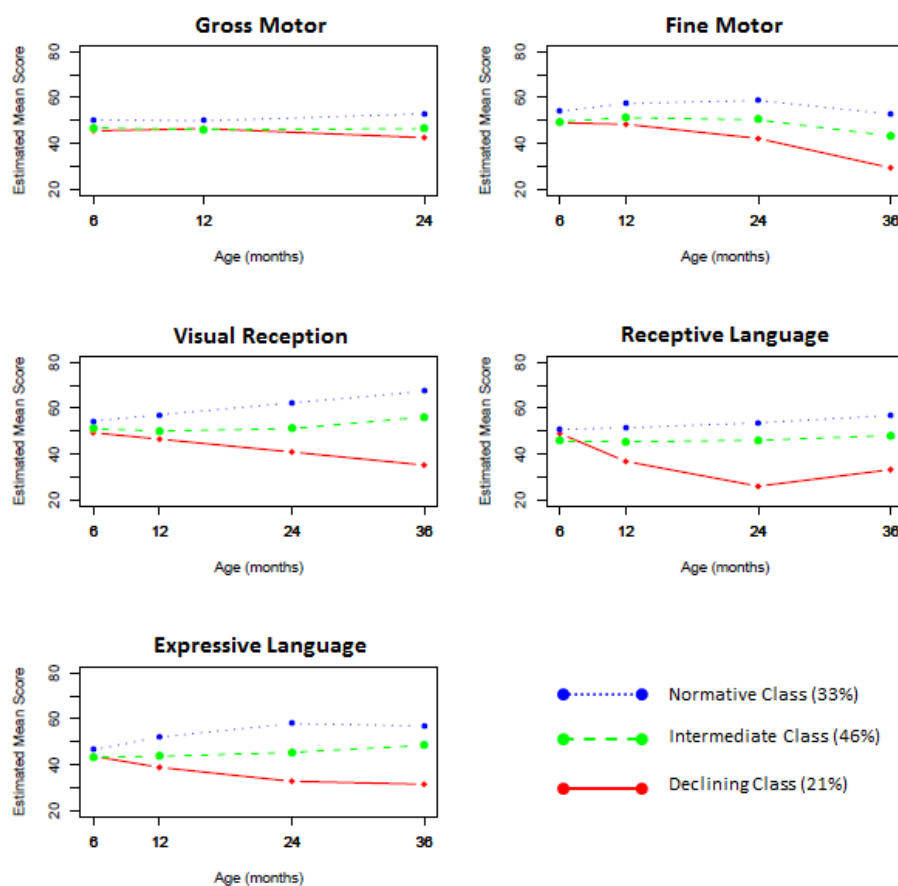 Gross Motor
Estimated Mean Score
80
60
40
20
6 12 24
Age (months)
Fine Motor
Estimated Mean Score
80
60
40
20
6 12 24 36
Age (months)
Visual Reception
Estimated Mean Score
80
60
40
20
6 12 24 36
Age (months)
Receptive Language
Estimated Mean Score
80
60
40
20
6 12 24 36
Age (months)
Expressive Language
Estimated Mean Score
80
60
40
20
6 12 24 36
Age (months)
Normative Class (33%)
Intermediate Class (46%)
Declining Class (21%)